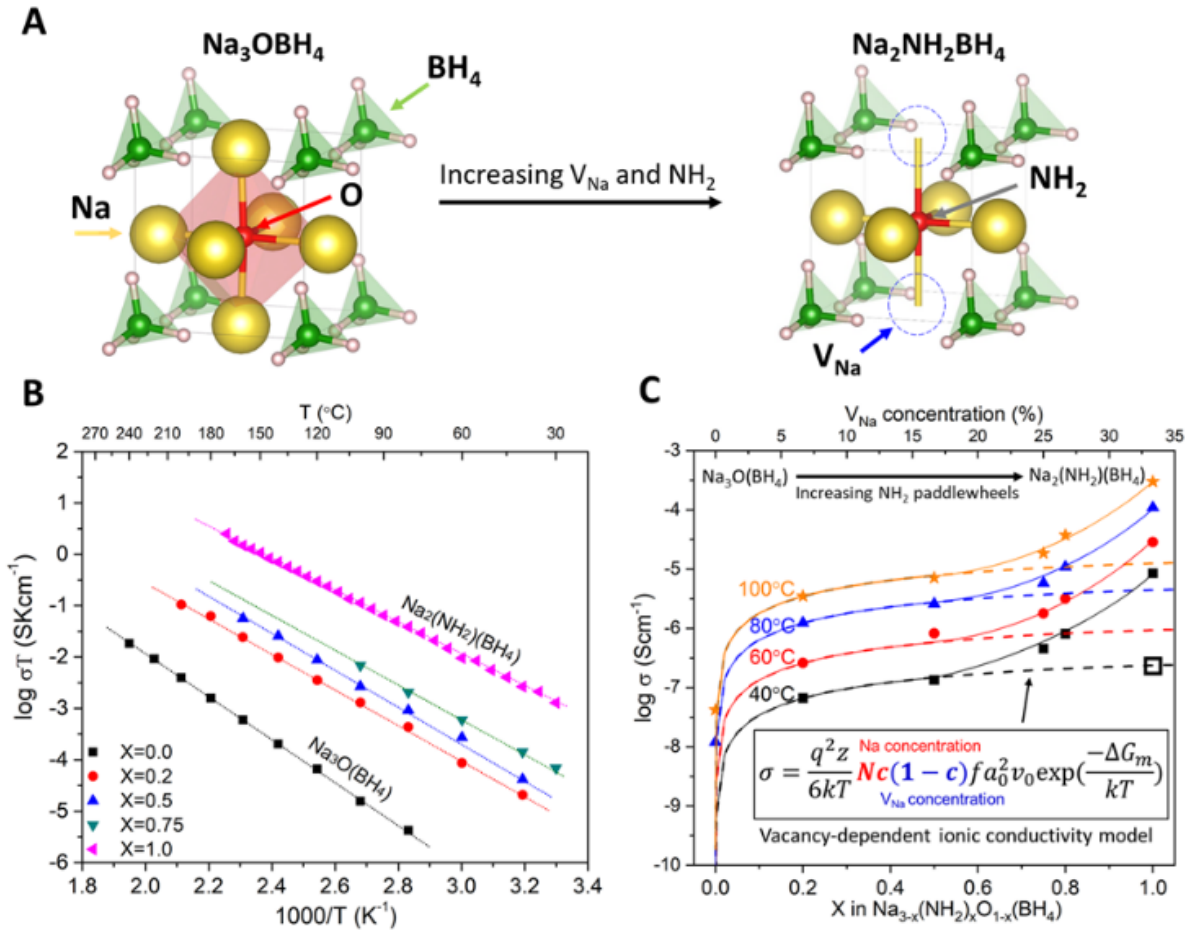 A
Na₃OBH₄
BH₄
Na
O
Increasing V_Na and NH₂
Na₂NH₂BH₄
NH₂
V_Na
B
T (°C)
270 240 210 180 150 120 90 60 30
log σT (SKcm⁻¹)
2
1
0
-1
-2
-3
-4
-5
-6
Na₂(NH₂)(BH₄)
Na₃O(BH₄)
X=0.0
X=0.2
X=0.5
X=0.75
X=1.0
1.8 2.0 2.2 2.4 2.6 2.8 3.0 3.2 3.4
1000/T (K⁻¹)
C
V_Na concentration (%)
0 5 10 15 20 25 30 35
log σ (Scm⁻¹)
-3
-4
-5
-6
-7
-8
-9
-10
Na₃O(BH₄)
Na₂(NH₂)(BH₄)
Increasing NH₂ paddlewheels
100°C
80°C
60°C
40°C
Na concentration
σ = q²z/6kT Nc(1 − c)fa₀²v₀exp(−ΔG_m/kT)
V_Na concentration
Vacancy-dependent ionic conductivity model
0.0 0.2 0.4 0.6 0.8 1.0
X in Na₃₋ₓ(NH₂)ₓO₁₋ₓ(BH₄)